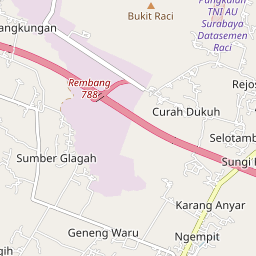 Bukit Raci
Pangkalan
TNI AU
Surabaya
Datasemen
Raci
angkungan
Rembang
788
Rejos
Curah Dukuh
Selotamb
Sumber Glagah
Sungi
Karang Anyar
Geneng Waru
Ngempit
gih